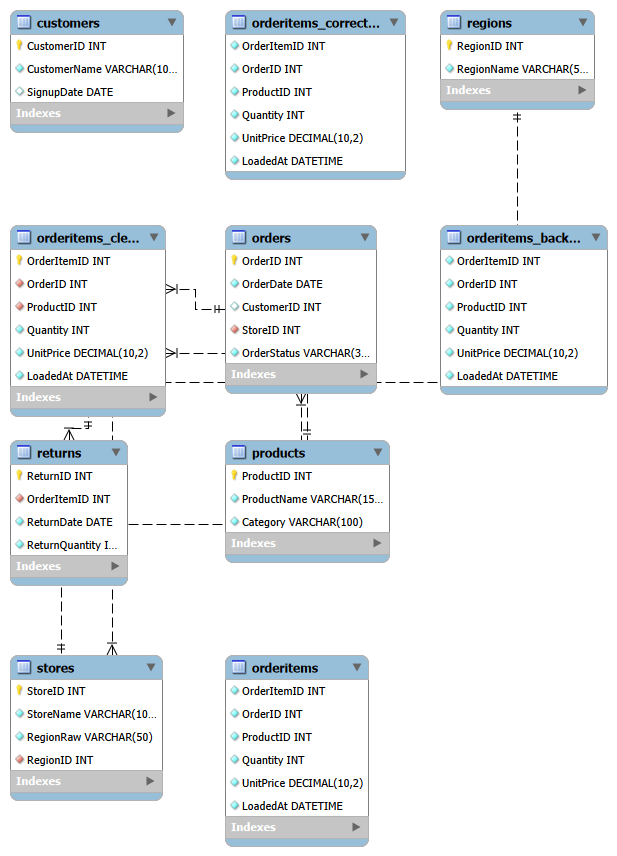 customers
CustomerID INT
CustomerName VARCHAR(10...
SignupDate DATE
Indexes
orderitems_correct...
OrderItemID INT
OrderID INT
ProductID INT
Quantity INT
UnitPrice DECIMAL(10,2)
LoadedAt DATETIME
regions
RegionID INT
RegionName VARCHAR(5...
Indexes
orderitems_cle...
OrderItemID INT
OrderID INT
ProductID INT
Quantity INT
UnitPrice DECIMAL(10,2)
LoadedAt DATETIME
Indexes
orders
OrderID INT
OrderDate DATE
CustomerID INT
StoreID INT
OrderStatus VARCHAR(3...
Indexes
orderitems_back...
OrderItemID INT
OrderID INT
ProductID INT
Quantity INT
UnitPrice DECIMAL(10,2)
LoadedAt DATETIME
returns
ReturnID INT
OrderItemID INT
ReturnDate DATE
ReturnQuantity I...
Indexes
products
ProductID INT
ProductName VARCHAR(15...
Category VARCHAR(100)
Indexes
stores
StoreID INT
StoreName VARCHAR(10...
RegionRaw VARCHAR(50)
RegionID INT
Indexes
orderitems
OrderItemID INT
OrderID INT
ProductID INT
Quantity INT
UnitPrice DECIMAL(10,2)
LoadedAt DATETIME
Indexes